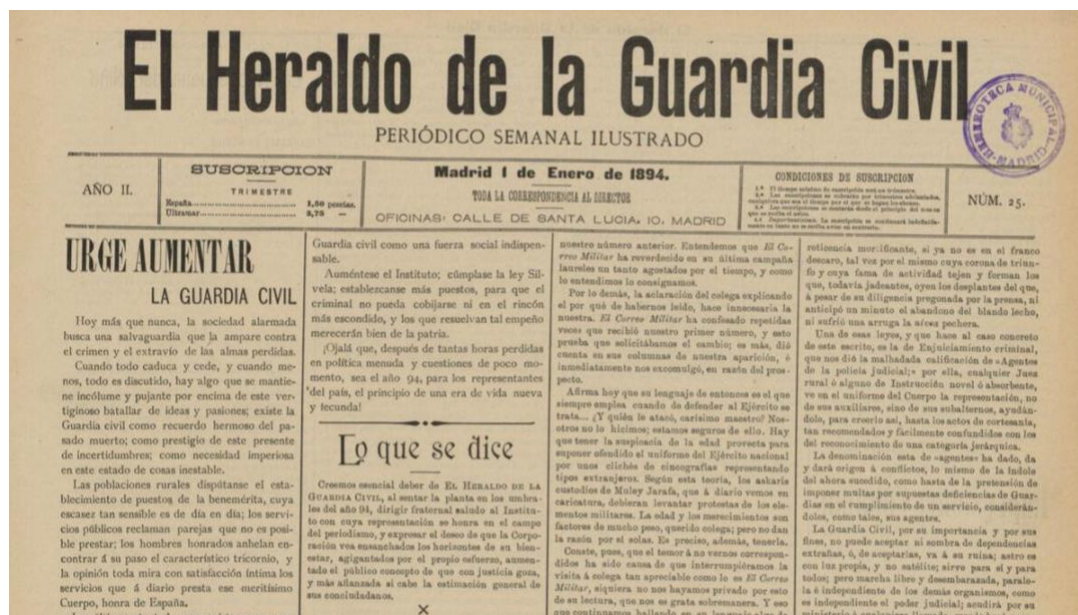 El Heraldo de la Guardia Civil
PERIÓDICO SEMANAL ILUSTRADO
HEMEROTECA MUNICIPAL
MADRID
AÑO II.
SUSCRIPCION
TRIMESTRE
España 1,50 pesetas.
Ultramar 3,75 —
Madrid 1 de Enero de 1894.
TODA LA CORRESPONDENCIA AL DIRECTOR
OFICINAS: CALLE DE SANTA LUCIA, 10, MADRID
CONDICIONES DE SUSCRIPCION
1.ª El tiempo mínimo de suscripción será un trimestre.
NÚM. 25.
URGE AUMENTAR
LA GUARDIA CIVIL
Hoy más que nunca, la sociedad alarmada
busca una salvaguardia que la ampare contra
el crimen y el extravío de las almas perdidas.
Cuando todo caduca y cede, y cuando me-
nos, todo es discutido, hay algo que se mantie-
ne incólume y pujante por encima de este ver-
tiginoso batallar de ideas y pasiones; existe la
Guardia civil como recuerdo hermoso del pa-
sado muerto; como prestigio de este presente
de incertidumbres; como necesidad imperiosa
en este estado de cosas inestable.
Las poblaciones rurales dispútanse el esta-
blecimiento de puestos de la benemérita, cuya
escasez tan sensible es de día en día; los servi-
cios públicos reclaman parejas que no es posi-
ble prestar; los hombres honrados anhelan en-
contrar á su paso el característico tricornio, y
la opinión toda mira con satisfacción íntima los
servicios que á diario presta ese meritísimo
Cuerpo, honra de España.
Guardia civil como una fuerza social indispen-
sable.
Auméntese el Instituto; cúmplase la ley Sil-
vela; establézcanse más puestos, para que el
criminal no pueda cobijarse ni en el rincón
más escondido, y los que resuelvan tal empeño
merecerán bien de la patria.
¡Ojalá que, después de tantas horas perdidas
en política menuda y cuestiones de poco mo-
mento, sea el año 94, para los representantes
del país, el principio de una era de vida nueva
y fecunda!
Lo que se dice
Creemos esencial deber de EL HERALDO DE LA
GUARDIA CIVIL, al sentar la planta en los umbra-
les del año 94, dirigir fraternal saludo al Institu-
to con cuya representación se honra en el campo
del periodismo, y expresar el deseo de que la Corpo-
ración vea ensanchados los horizontes de su bien-
estar, agigantados por el propio esfuerzo, aumen-
tado el público concepto de que con justicia goza,
y más afianzada si cabe la estimación general de
sus conciudadanos.
×
nuestro número anterior. Entendemos que El Co-
rreo Militar ha reverdecido en su última campaña
laureles un tanto agostados por el tiempo, y como
lo entendimos lo consignamos.
Por lo demás, la aclaración del colega explicando
el por qué de habernos leído, hace innecesaria la
nuestra. El Correo Militar ha confesado repetidas
veces que recibió nuestro primer número, y esto
prueba que solicitábamos el cambio; es más, dió
cuenta en sus columnas de nuestra aparición, é
inmediatamente nos excomulgó, en razón del pros-
pecto.
Afirma hoy que su lenguaje de entonces es el que
siempre emplea cuando de defender al Ejército se
trata... ¿Y quién le atacó, carísimo maestro? Nos-
otros no lo hicimos; estamos seguros de ello. Hay
que tener la suspicacia de la edad provecta para
suponer ofendido el uniforme del Ejército nacional
por unos clichés de cincografías representando
tipos extranjeros. Según esta teoría, los askaris
custodios de Muley Jarafa, que á diario vemos en
caricatura, debieran levantar protestas de los ele-
mentos militares. La edad y los merecimientos son
factores de mucho peso, querido colega; pero no dan
la razón por sí solas. Es preciso, además, tenerla.
Conste, pues, que el temor á no vernos correspon-
didos ha sido causa de que interrumpiéramos la
visita á colega tan apreciable como lo es El Correo
Militar, siquiera no nos hayamos privado por esto
de su lectura, que nos es grata sobremanera. Y eso
reticencia mortificante, si ya no es en el franco
descaro, tal vez por el mismo cuya corona de triun-
fo y cuya fama de actividad tejen y forman los
que, todavía jadeantes, oyen los desplantes del que,
á pesar de su diligencia pregonada por la prensa, ni
anticipó un minuto el abandono del blando lecho,
ni sufrió una arruga la nívea pechera.
Una de esas leyes, y que hace al caso concreto
de este escrito, es la de Enjuiciamiento criminal,
que nos dió la malhadada calificación de «Agentes
de la policía judicial;» por ella, cualquier Juez
rural ó alguno de Instrucción novel ó absorbente,
ve en el uniforme del Cuerpo la representación, no
de sus auxiliares, sino de sus subalternos, ayudán-
dole, para creerlo así, hasta los actos de cortesanía,
tan recomendados y fácilmente confundidos con los
del reconocimiento de una categoría jerárquica.
La denominación esta de «agentes» ha dado, da
y dará origen á conflictos, lo mismo de la índole
del ahora sucedido, como hasta de la pretensión de
imponer multas por supuestas deficiencias de Guar-
dias en el cumplimiento de un servicio, considerán-
doles, como tales, sus agentes.
La Guardia Civil, por su importancia y por sus
fines, no puede aceptar ni sombra de dependencias
extrañas, ó, de aceptarlas, va á su ruina; astro es
con luz propia, y no satélite; sirve para sí y para
todos; pero marcha libre y desembarazada, parale-
la é independiente de los demás organismos, como
es independiente el poder judicial; acudirá por su